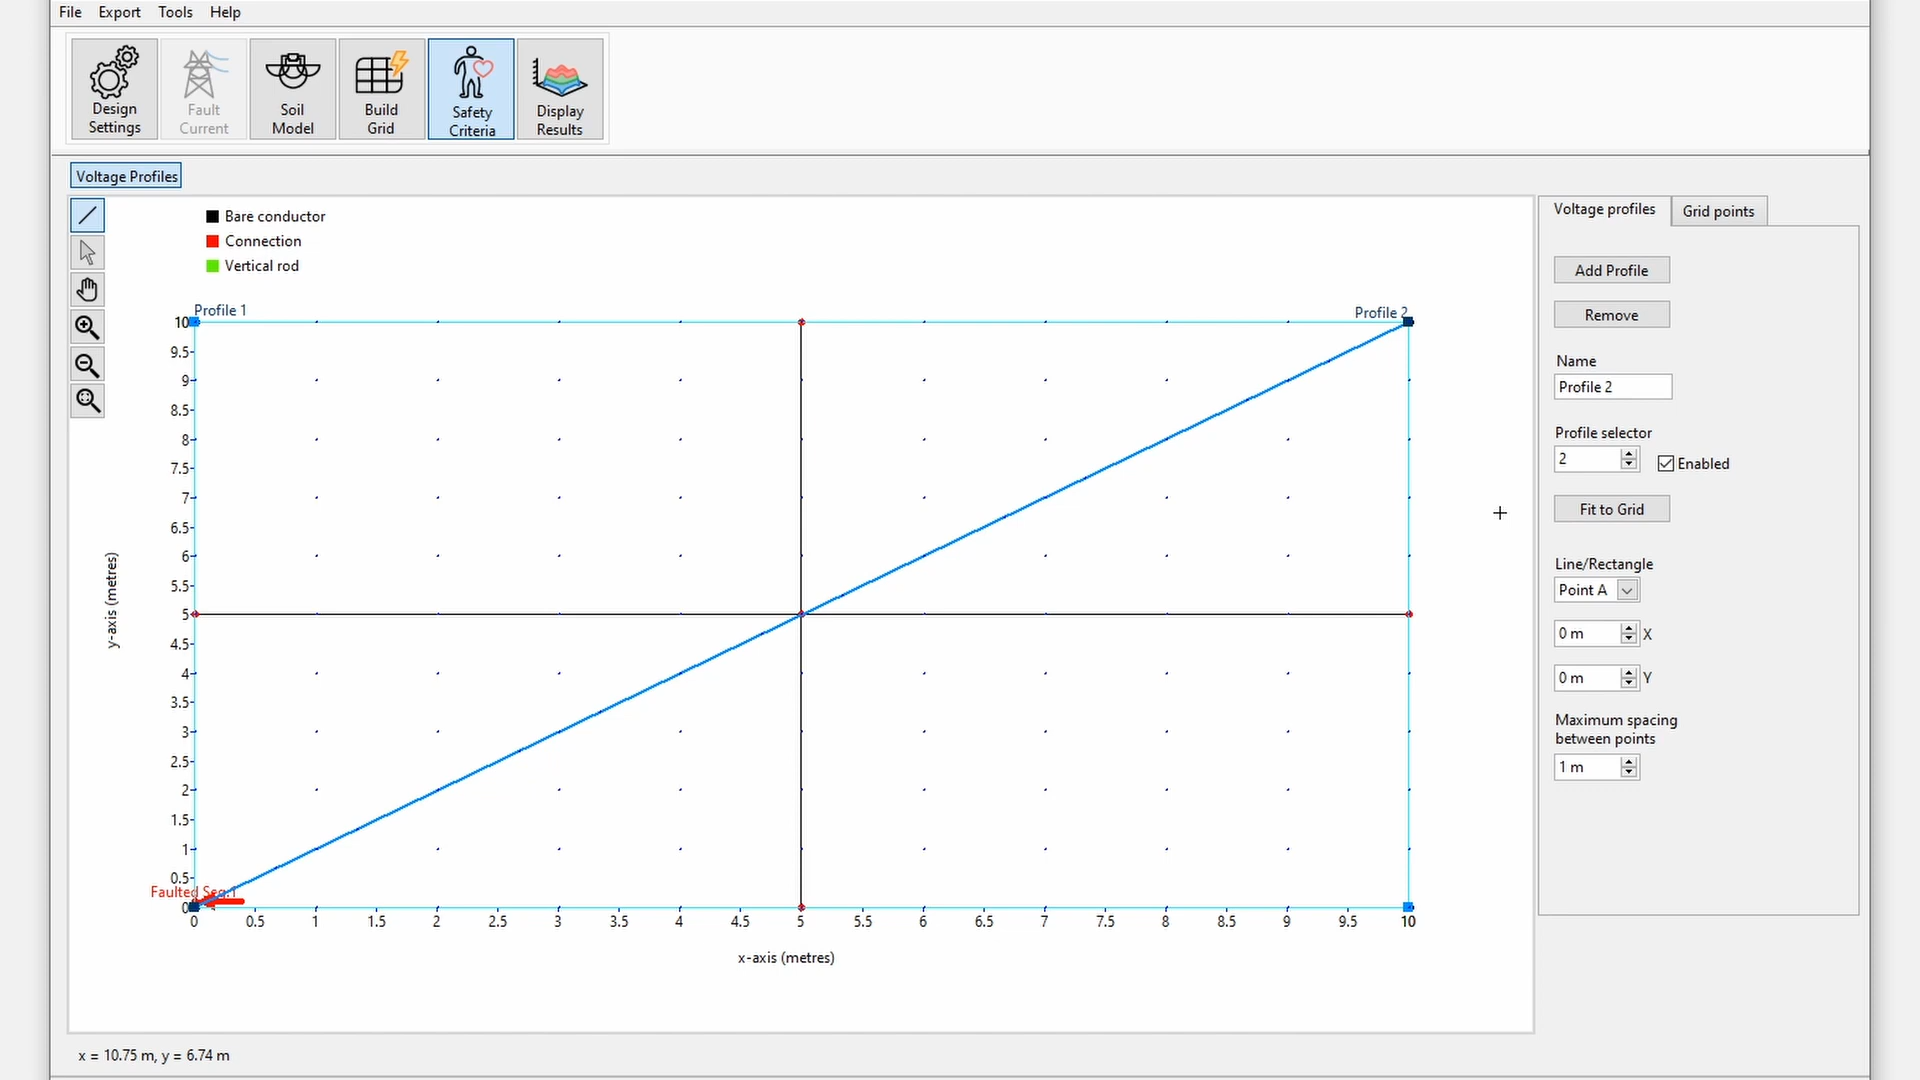 File Export Tools Help
Design
Settings
Fault
Current
Soil
Model
Build
Grid
Safety
Criteria
Display
Results
Voltage Profiles
Bare conductor
Connection
Vertical rod
Profile 1
Profile 2
10
9.5
9
8.5
8
7.5
7
6.5
6
5.5
5
4.5
4
3.5
3
2.5
2
1.5
1
0.5
0
y-axis (metres)
Faulted Seg.1
0 0.5 1 1.5 2 2.5 3 3.5 4 4.5 5 5.5 6 6.5 7 7.5 8 8.5 9 9.5 10
x-axis (metres)
Voltage profiles Grid points
Add Profile
Remove
Name
Profile 2
Profile selector
2 Enabled
Fit to Grid
Line/Rectangle
Point A
0 m X
0 m Y
Maximum spacing
between points
1 m
x = 10.75 m, y = 6.74 m